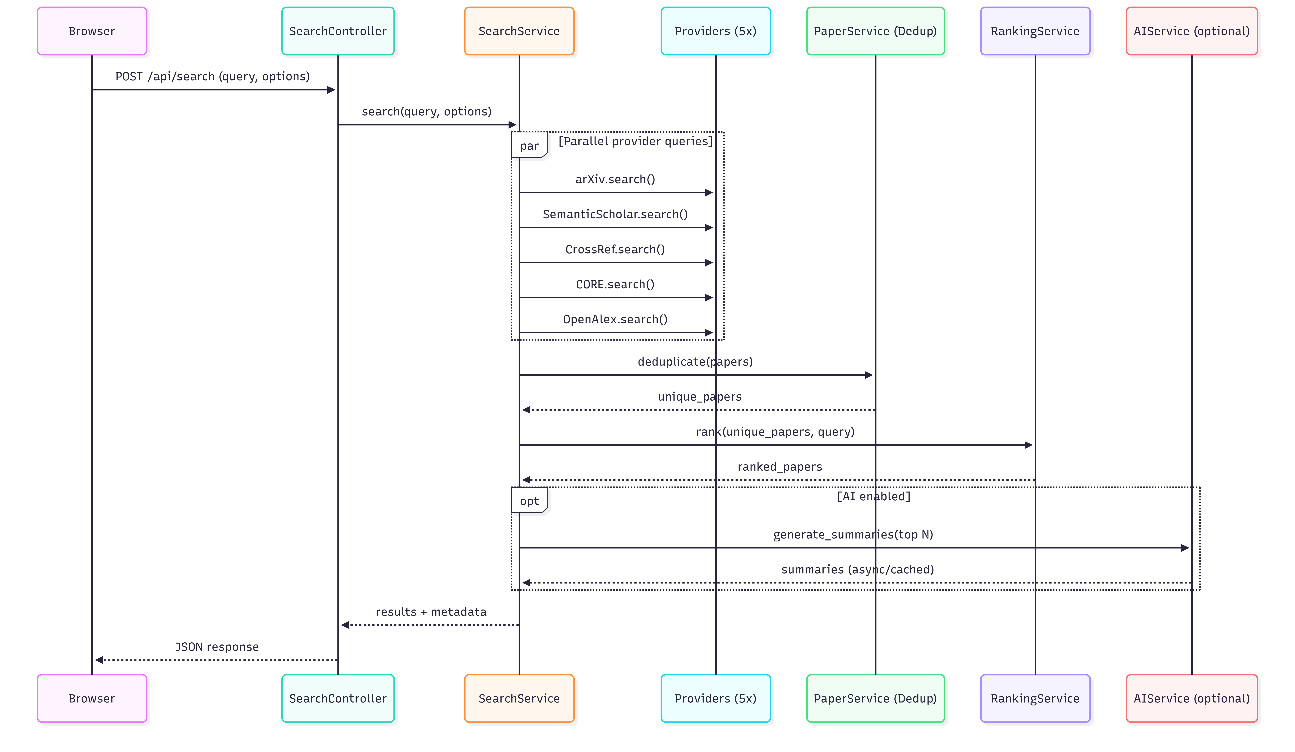 Browser
SearchController
SearchService
Providers (5x)
PaperService (Dedup)
RankingService
AIService (optional)
POST /api/search (query, options)
search(query, options)
par
[Parallel provider queries]
arXiv.search()
SemanticScholar.search()
CrossRef.search()
CORE.search()
OpenAlex.search()
deduplicate(papers)
unique_papers
rank(unique_papers, query)
ranked_papers
opt
[AI enabled]
generate_summaries(top N)
summaries (async/cached)
results + metadata
JSON response
Browser
SearchController
SearchService
Providers (5x)
PaperService (Dedup)
RankingService
AIService (optional)